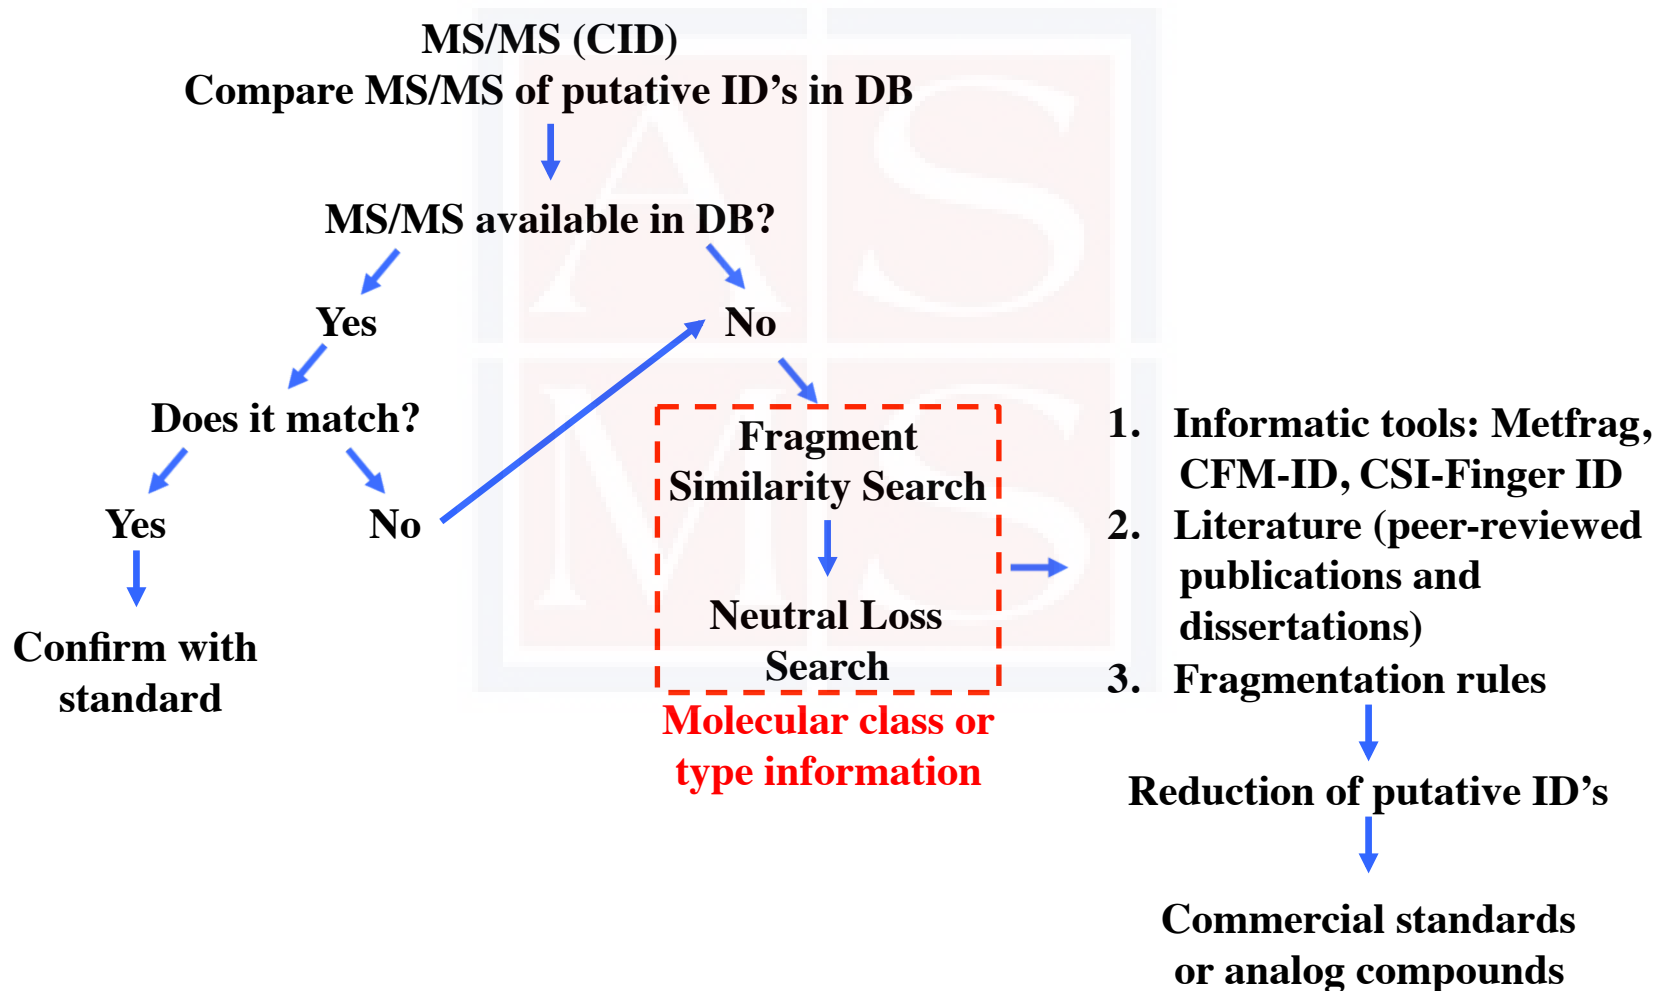 MS/MS (CID)
Compare MS/MS of putative ID’s in DB
MS/MS available in DB?
Yes
No
Does it match?
Yes
No
Confirm with
standard
Fragment
Similarity Search
Neutral Loss
Search
Molecular class or
type information
1. Informatic tools: Metfrag,
CFM-ID, CSI-Finger ID
2. Literature (peer-reviewed
publications and
dissertations)
3. Fragmentation rules
Reduction of putative ID’s
Commercial standards
or analog compounds
A S
M S